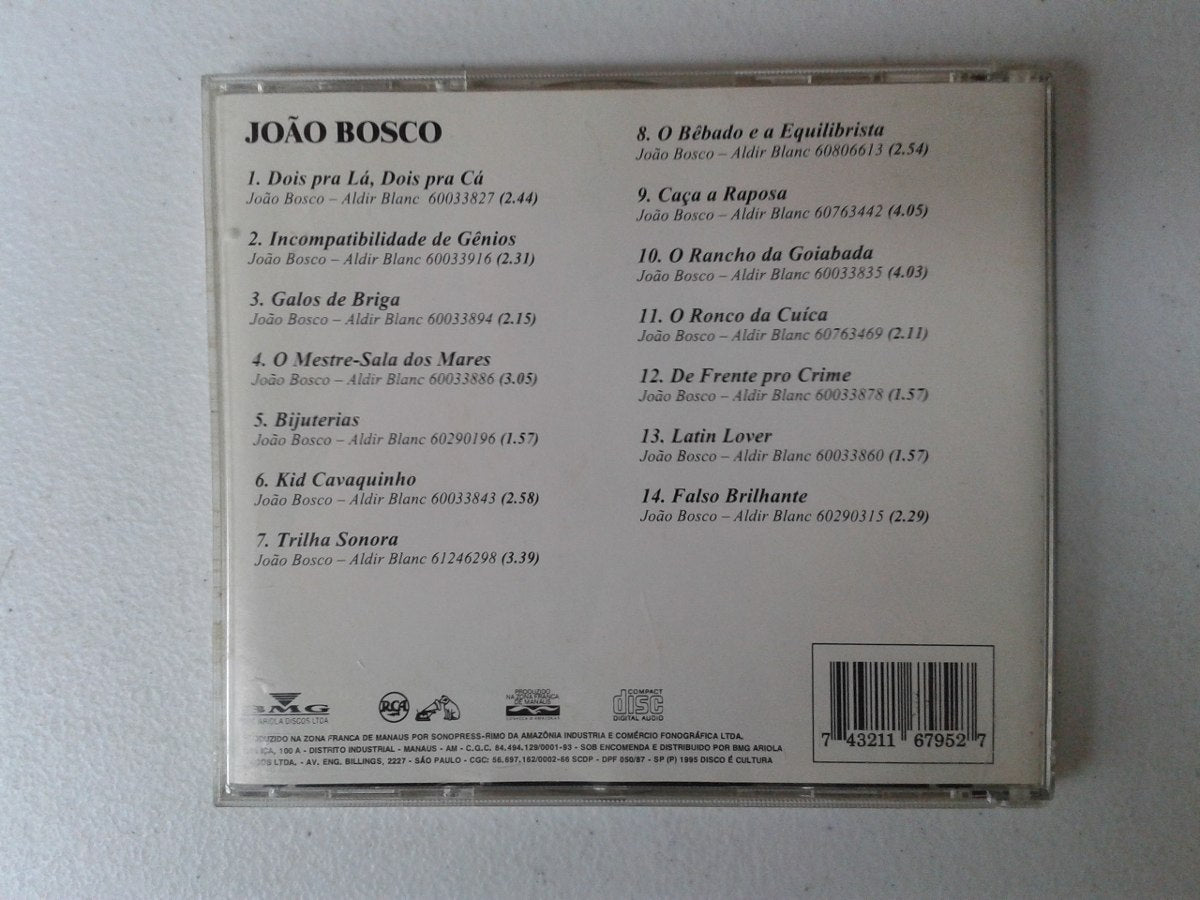 JOÃO BOSCO
1. Dois pra Lá, Dois pra Cá
João Bosco – Aldir Blanc 60033827 (2.44)
2. Incompatibilidade de Gênios
João Bosco – Aldir Blanc 60033916 (2.31)
3. Galos de Briga
João Bosco – Aldir Blanc 60033894 (2.15)
4. O Mestre-Sala dos Mares
João Bosco – Aldir Blanc 60033886 (3.05)
5. Bijuterias
João Bosco – Aldir Blanc 60290196 (1.57)
6. Kid Cavaquinho
João Bosco – Aldir Blanc 60033843 (2.58)
7. Trilha Sonora
João Bosco – Aldir Blanc 61246298 (3.39)
8. O Bêbado e a Equilibrista
João Bosco – Aldir Blanc 60806613 (2.54)
9. Caça a Raposa
João Bosco – Aldir Blanc 60763442 (4.05)
10. O Rancho da Goiabada
João Bosco – Aldir Blanc 60033835 (4.03)
11. O Ronco da Cuíca
João Bosco – Aldir Blanc 60763469 (2.11)
12. De Frente pro Crime
João Bosco – Aldir Blanc 60033878 (1.57)
13. Latin Lover
João Bosco – Aldir Blanc 60033860 (1.57)
14. Falso Brilhante
João Bosco – Aldir Blanc 60290315 (2.29)
BMG
ARIOLA DISCOS LTDA
RCA
PRODUZIDO
NA ZONA FRANCA
DE MANAUS
COMPACT
disc
DIGITAL AUDIO
DUZIDO NA ZONA FRANCA DE MANAUS POR SONOPRESS-RIMO DA AMAZÔNIA INDUSTRIA E COMÉRCIO FONOGRÁFICA LTDA.
100 A - DISTRITO INDUSTRIAL - MANAUS - AM - C.G.C. 84.494.129/0001-93 - SOB ENCOMENDA E DISTRIBUIDO POR BMG ARIOLA
LTDA. - AV. ENG. BILLINGS, 2227 - SÃO PAULO - CGC: 56.697.162/0002-66 SCDP - DPF 050/87 - SP (P) 1995 DISCO É CULTURA
7 43211 67952 7